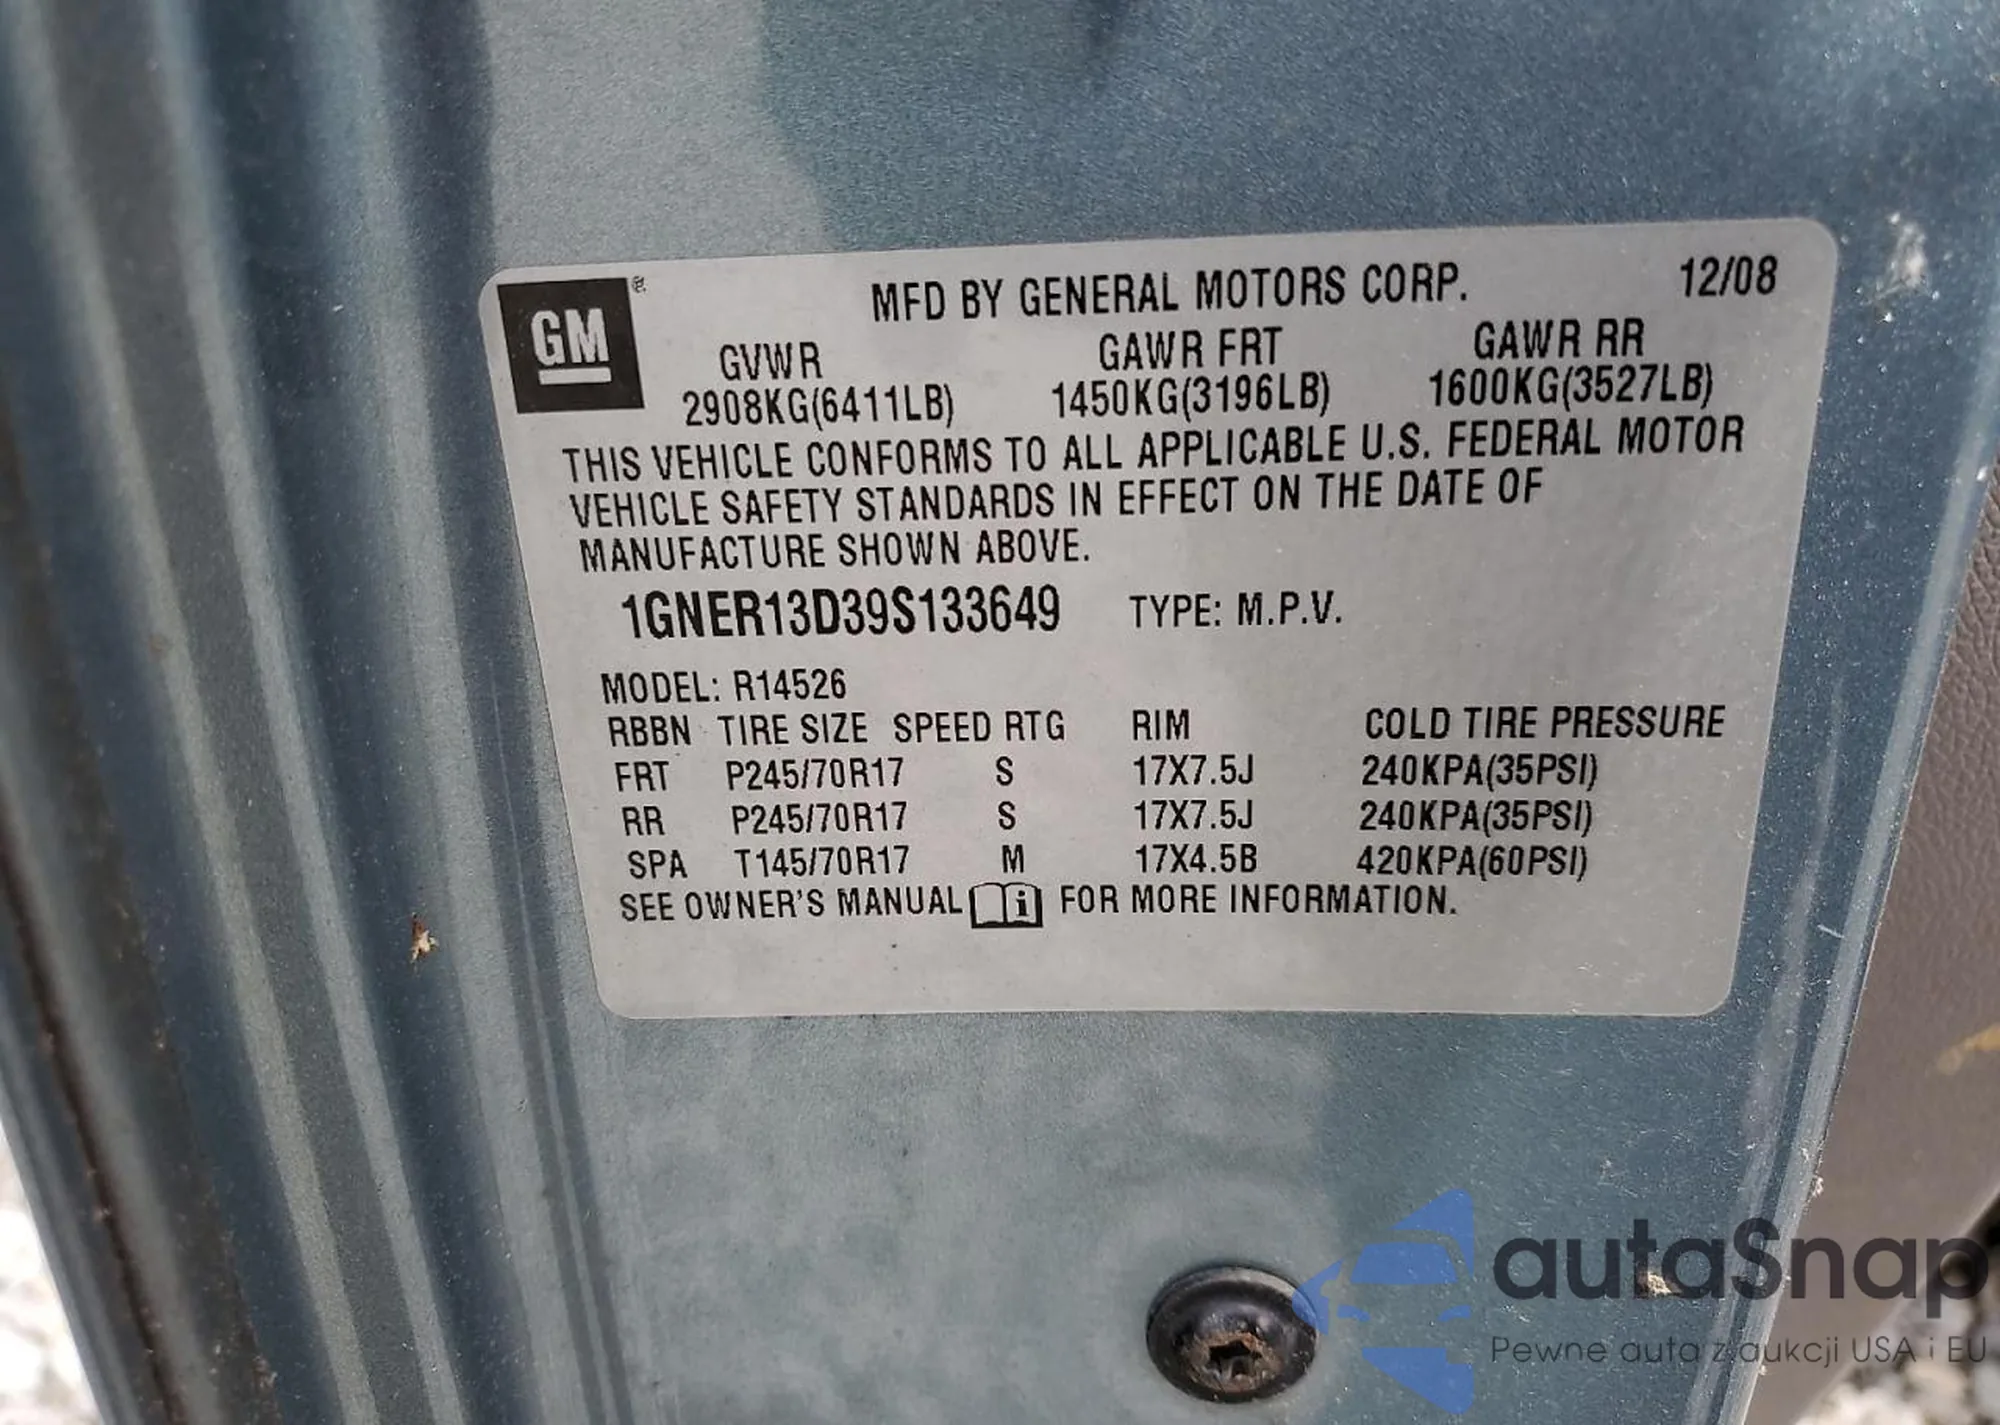 GM
MFD BY GENERAL MOTORS CORP. 12/08
GVWR GAWR FRT GAWR RR
2908KG(6411LB) 1450KG(3196LB) 1600KG(3527LB)
THIS VEHICLE CONFORMS TO ALL APPLICABLE U.S. FEDERAL MOTOR
VEHICLE SAFETY STANDARDS IN EFFECT ON THE DATE OF
MANUFACTURE SHOWN ABOVE.
1GNER13D39S133649 TYPE: M.P.V.
MODEL: R14526
RBBN TIRE SIZE SPEED RTG RIM COLD TIRE PRESSURE
FRT P245/70R17 S 17X7.5J 240KPA(35PSI)
RR P245/70R17 S 17X7.5J 240KPA(35PSI)
SPA T145/70R17 M 17X4.5B 420KPA(60PSI)
SEE OWNER'S MANUAL i FOR MORE INFORMATION.
autaSnap
Pewne auta z aukcji USA i EU